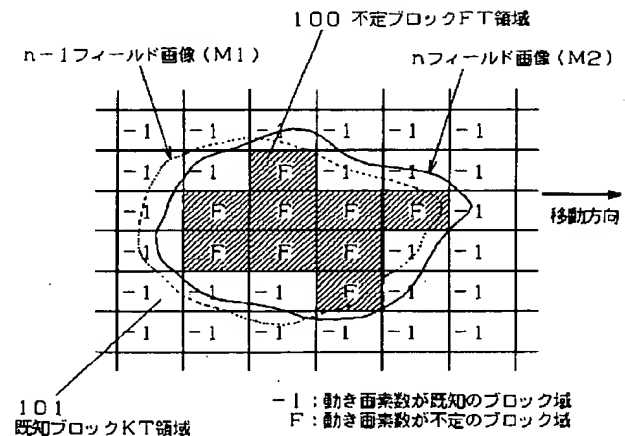 100 不定ブロックFT領域
n-1フィールド画像(M1)
nフィールド画像(M2)
-1 -1 -1 -1 -1 -1
-1 -1 F -1 -1 -1
-1 F F F F -1
移動方向
-1 F F F -1 -1
-1 -1 -1 F -1 -1
-1 -1 -1 -1 -1 -1
101
既知ブロックKT領域
-1:動き画素数が既知のブロック域
F:動き画素数が不定のブロック域